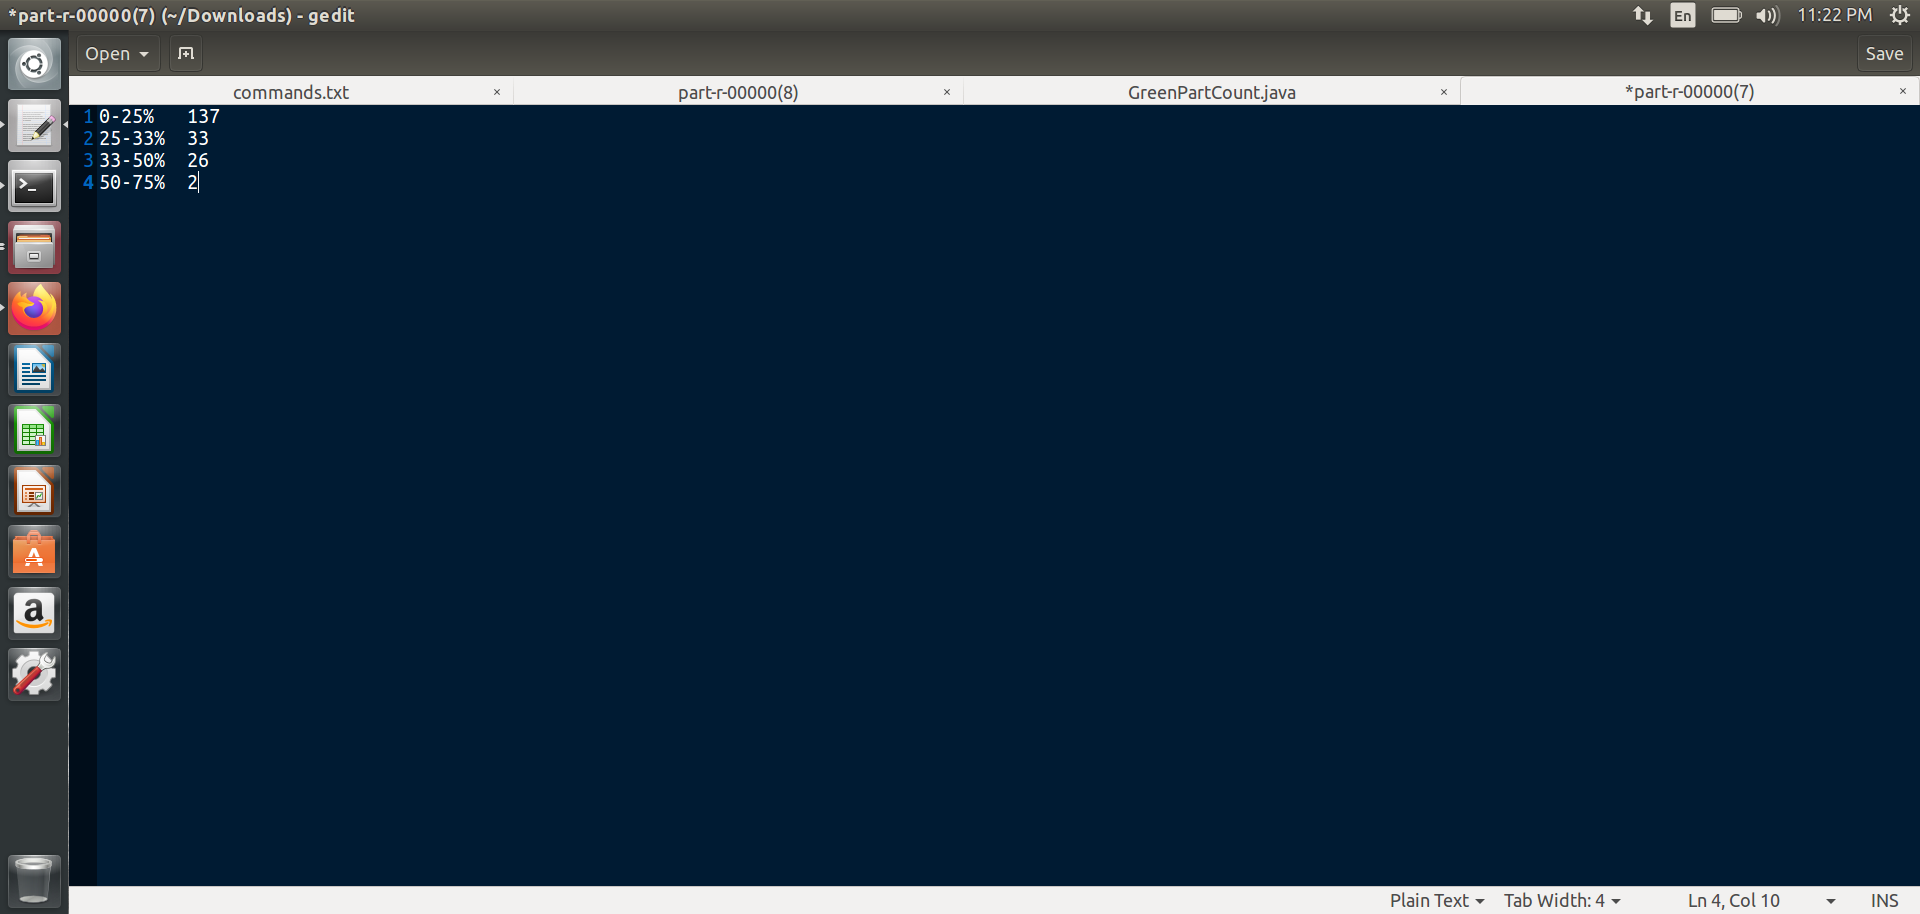 *part-r-00000(7) (~/Downloads) - gedit
En
11:22 PM
Open
Save
commands.txt ×
part-r-00000(8) ×
GreenPartCount.java ×
*part-r-00000(7) ×
1 0-25% 137
2 25-33% 33
3 33-50% 26
4 50-75% 2
>_
A
a
Plain Text
Tab Width: 4
Ln 4, Col 10
INS